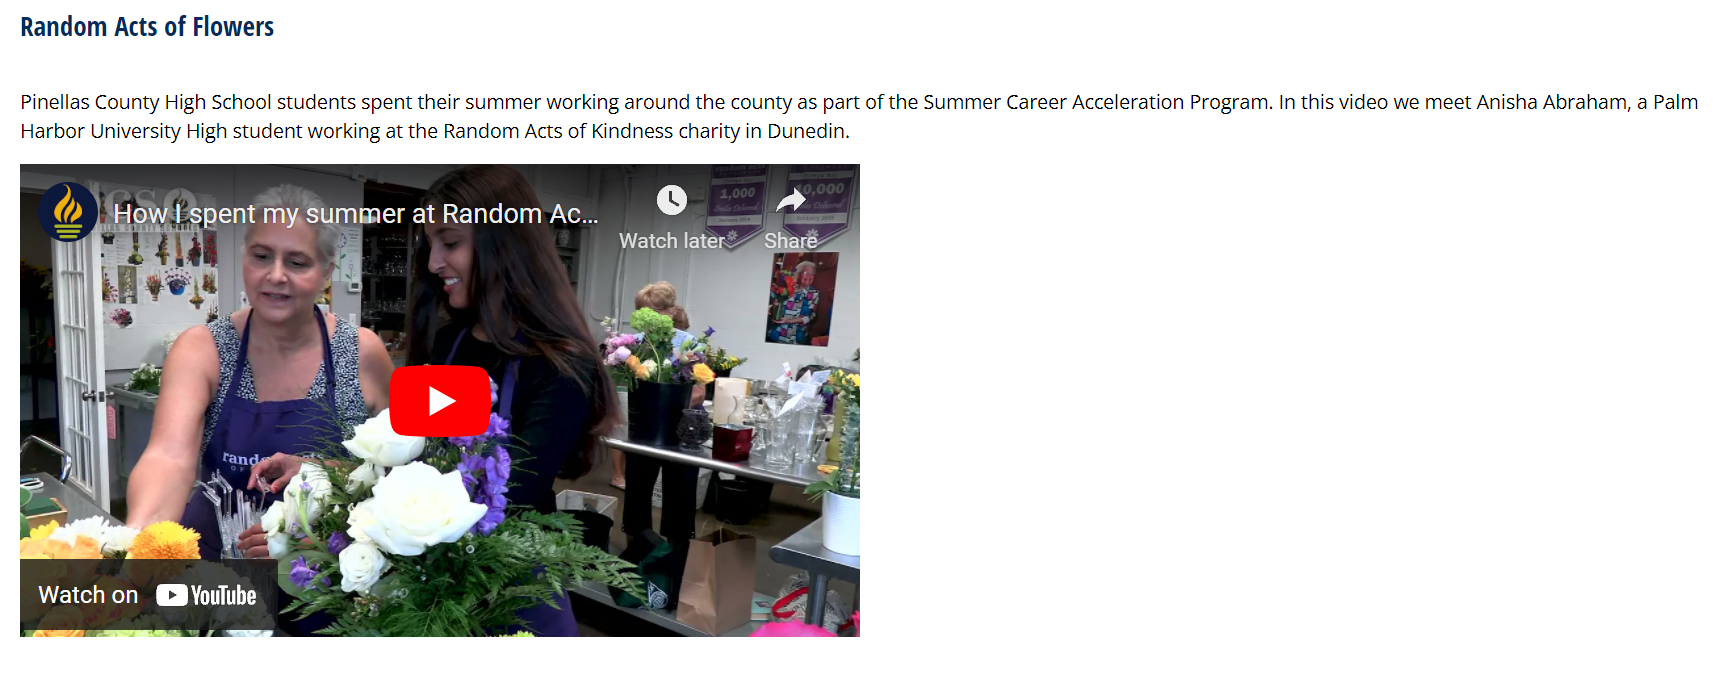 Random Acts of Flowers
Pinellas County High School students spent their summer working around the county as part of the Summer Career Acceleration Program. In this video we meet Anisha Abraham, a Palm
Harbor University High student working at the Random Acts of Kindness charity in Dunedin.
How I spent my summer at Random Ac...
Watch later
Share
1,000
10,000
rand
OF
Watch on YouTube